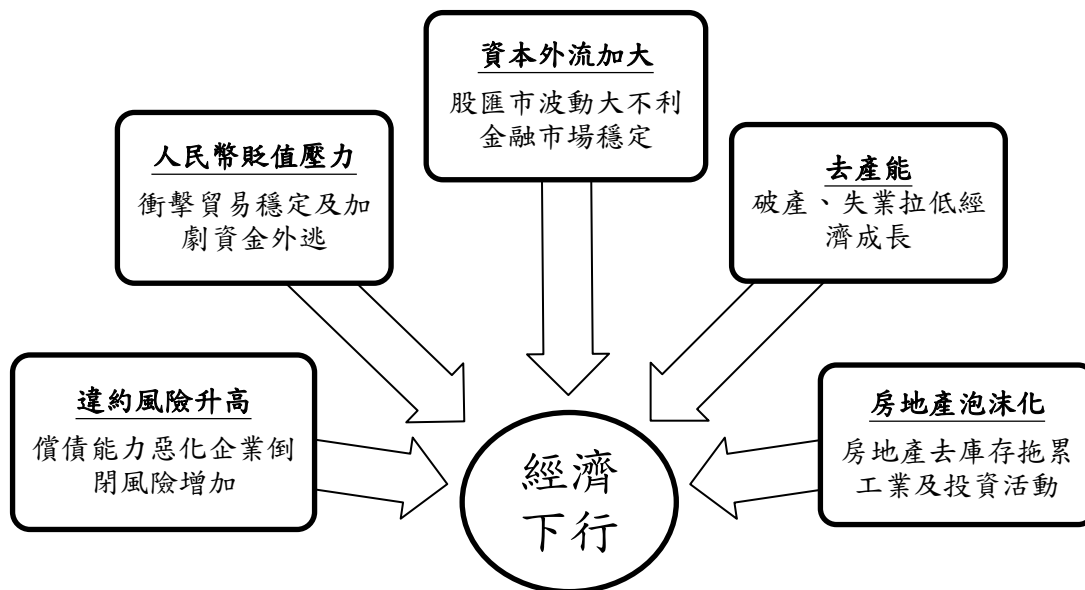 資本外流加大
股匯市波動大不利
金融市場穩定
人民幣貶值壓力
衝擊貿易穩定及加
劇資金外逃
去產能
破產、失業拉低經
濟成長
違約風險升高
償債能力惡化企業倒
閉風險增加
房地產泡沫化
房地產去庫存拖累
工業及投資活動
經濟
下行